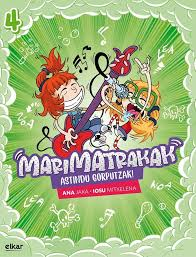 4
MARIMATRAKAK
ASTINDU GORPUTZAK!
ANA JAKA · IOSU MITXELENA
elkar